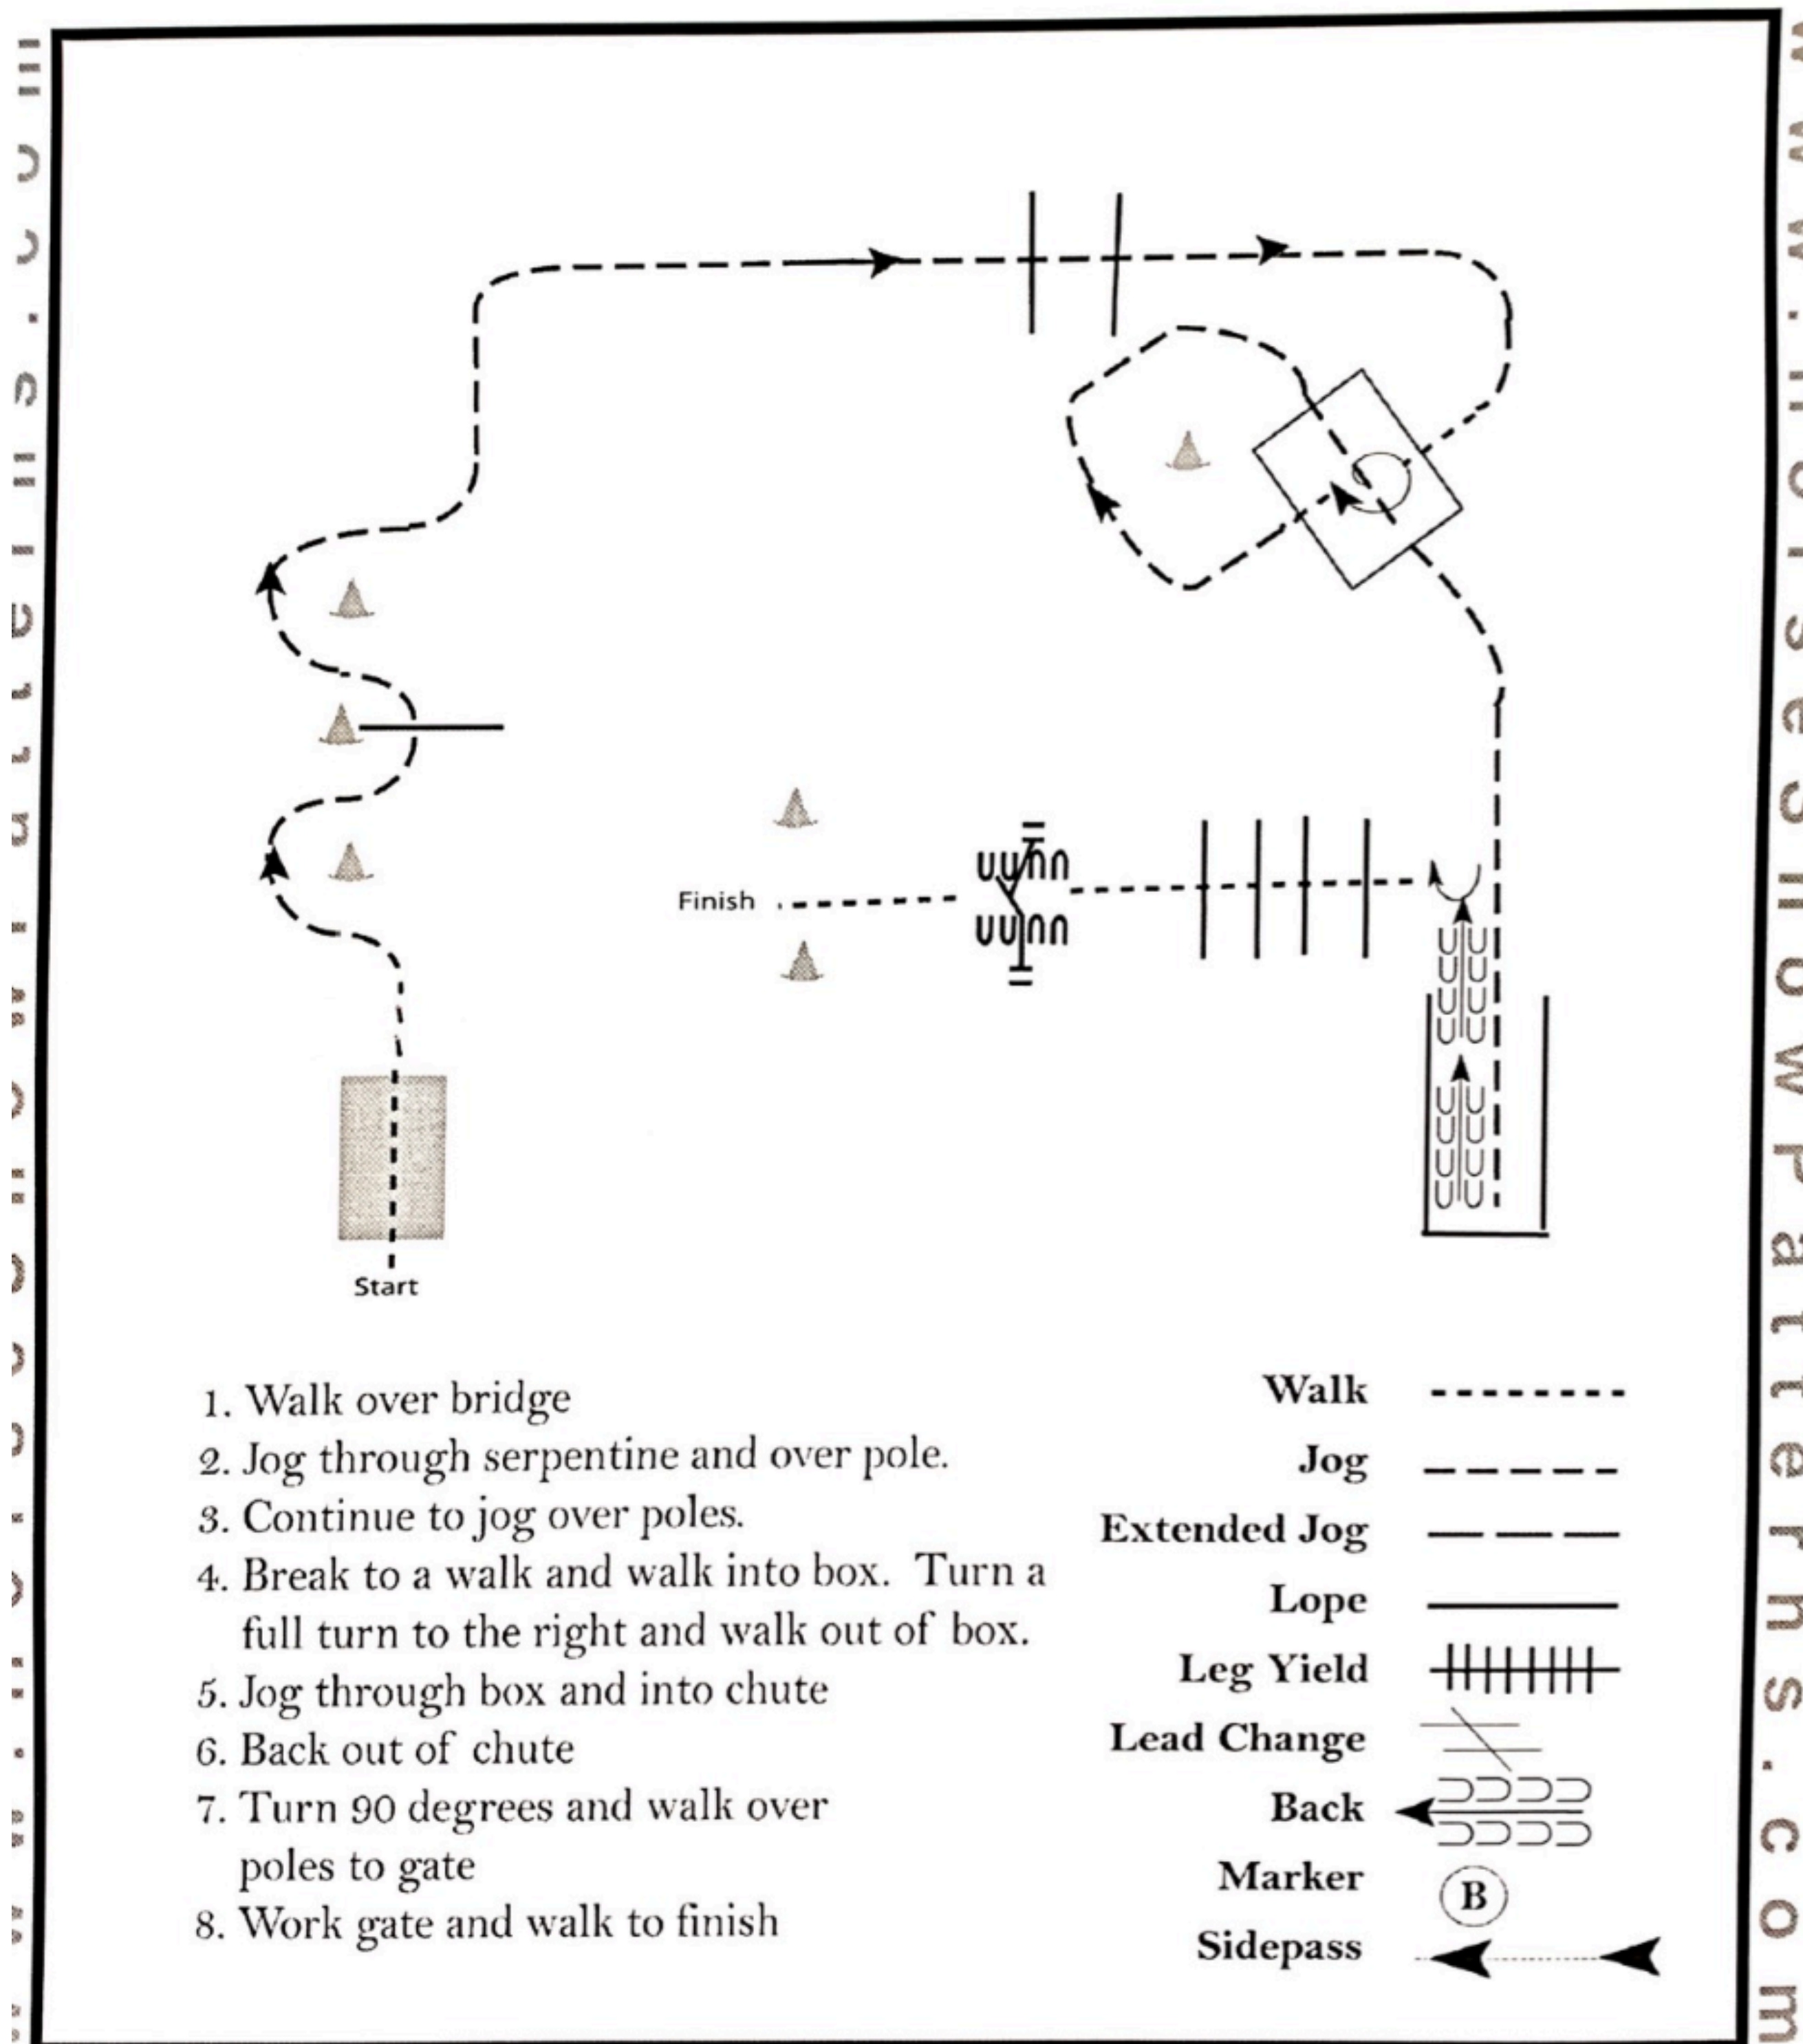 Finish
Start
1. Walk over bridge
2. Jog through serpentine and over pole.
3. Continue to jog over poles.
4. Break to a walk and walk into box. Turn a
full turn to the right and walk out of box.
5. Jog through box and into chute
6. Back out of chute
7. Turn 90 degrees and walk over
poles to gate
8. Work gate and walk to finish
Walk
Jog
Extended Jog
Lope
Leg Yield
Lead Change
Back
Marker
B
Sidepass
www.HorseShowPatterns.com